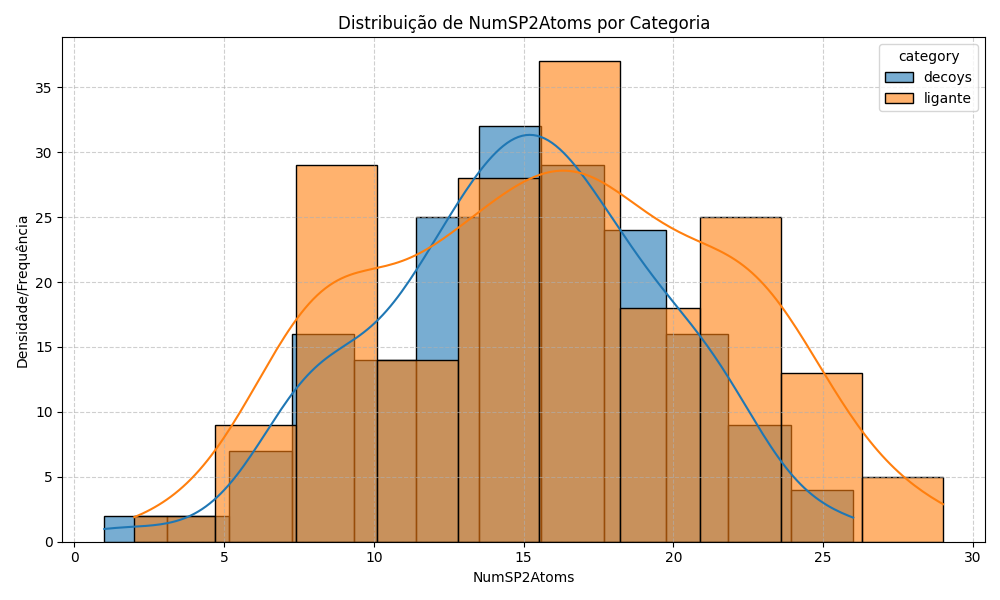 Distribuição de NumSP2Atoms por Categoria
category
decoys
ligante
Densidade/Frequência
35
30
25
20
15
10
5
0
0 5 10 15 20 25 30
NumSP2Atoms